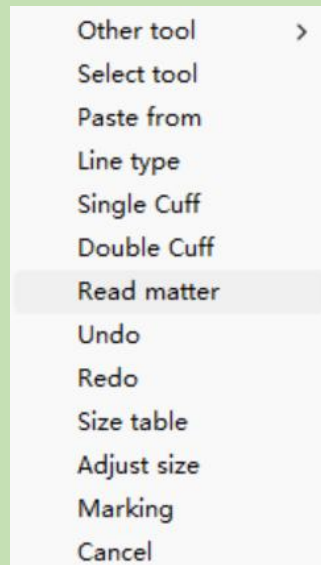 Other tool
Select tool
Paste from
Line type
Single Cuff
Double Cuff
Read matter
Undo
Redo
Size table
Adjust size
Marking
Cancel